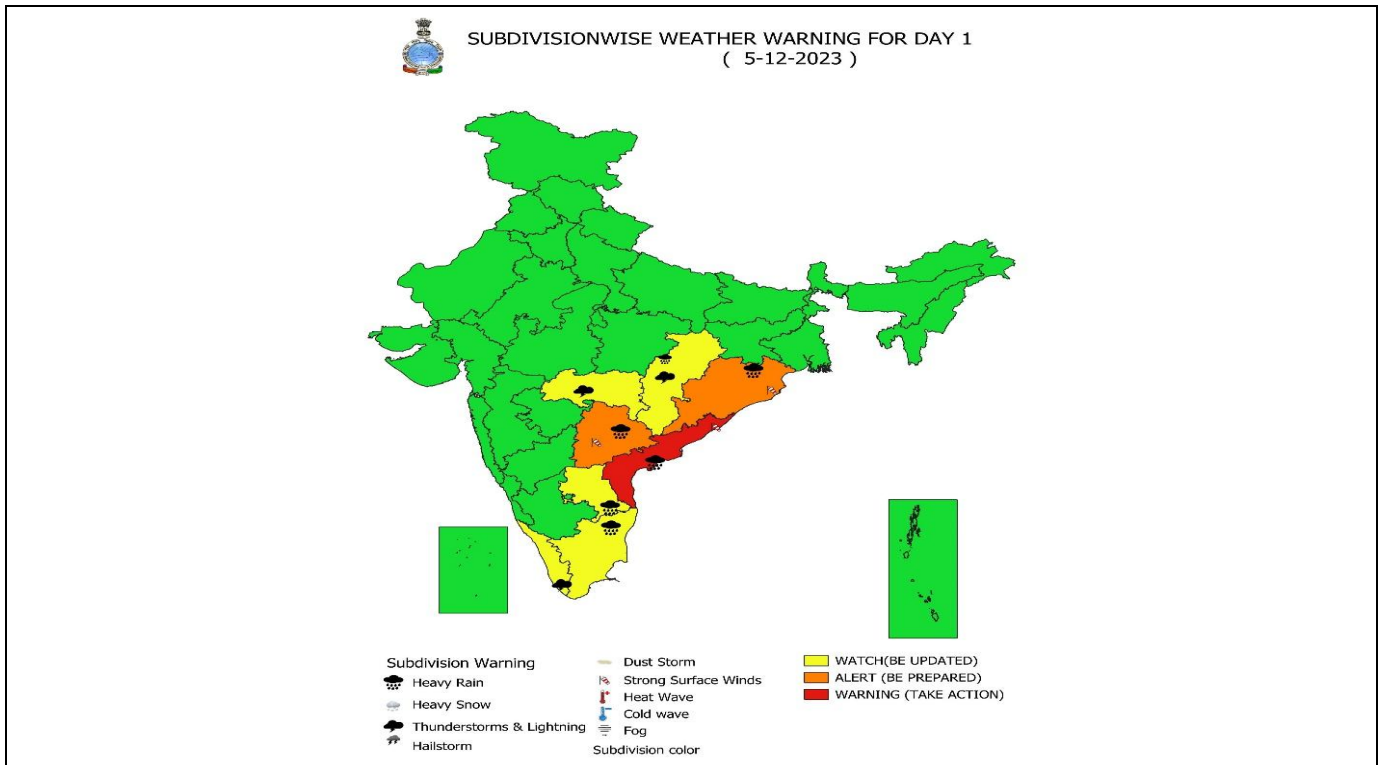 SUBDIVISIONWISE WEATHER WARNING FOR DAY 1
( 5-12-2023 )
Subdivision Warning
Heavy Rain
Heavy Snow
Thunderstorms & Lightning
Hailstorm
Dust Storm
Strong Surface Winds
Heat Wave
Cold wave
Fog
Subdivision color
WATCH(BE UPDATED)
ALERT (BE PREPARED)
WARNING (TAKE ACTION)